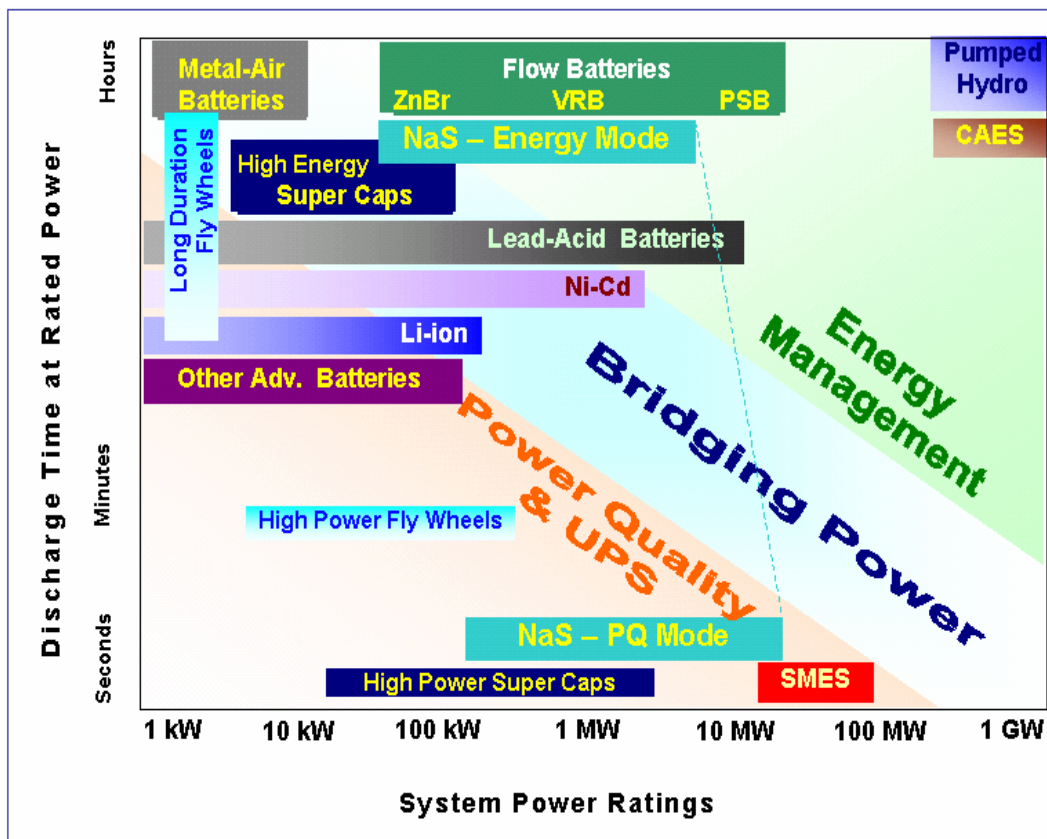 Hours
Minutes
Seconds
Discharge Time at Rated Power
Metal-Air
Batteries
Flow Batteries
ZnBr VRB PSB
Pumped
Hydro
CAES
NaS – Energy Mode
High Energy
Super Caps
Long Duration
Fly Wheels
Lead-Acid Batteries
Ni-Cd
Li-ion
Other Adv. Batteries
Energy
Management
Bridging Power
Power Quality
& UPS
High Power Fly Wheels
NaS – PQ Mode
High Power Super Caps
SMES
1 kW 10 kW 100 kW 1 MW 10 MW 100 MW 1 GW
System Power Ratings